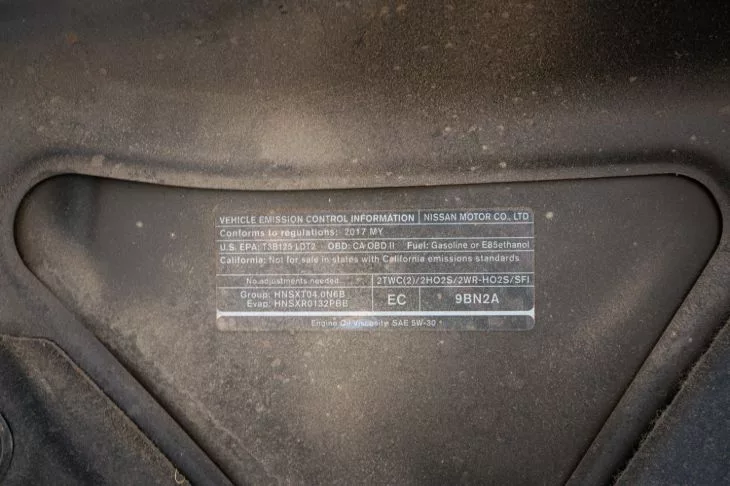 VEHICLE EMISSION CONTROL INFORMATION NISSAN MOTOR CO., LTD
Conforms to regulations: 2017 MY
U.S. EPA: T3B125 LDT2 OBD: CA OBD II Fuel: Gasoline or E85ethanol
California: Not for sale in states with California emissions standards
No adjustments needed 2TWC(2)/2HO2S/2WR-HO2S/SFI
Group: HNSXT04.0N6B
Evap: HNSXR0132PBB
EC 9BN2A
Engine Oil Viscosity SAE 5W-30